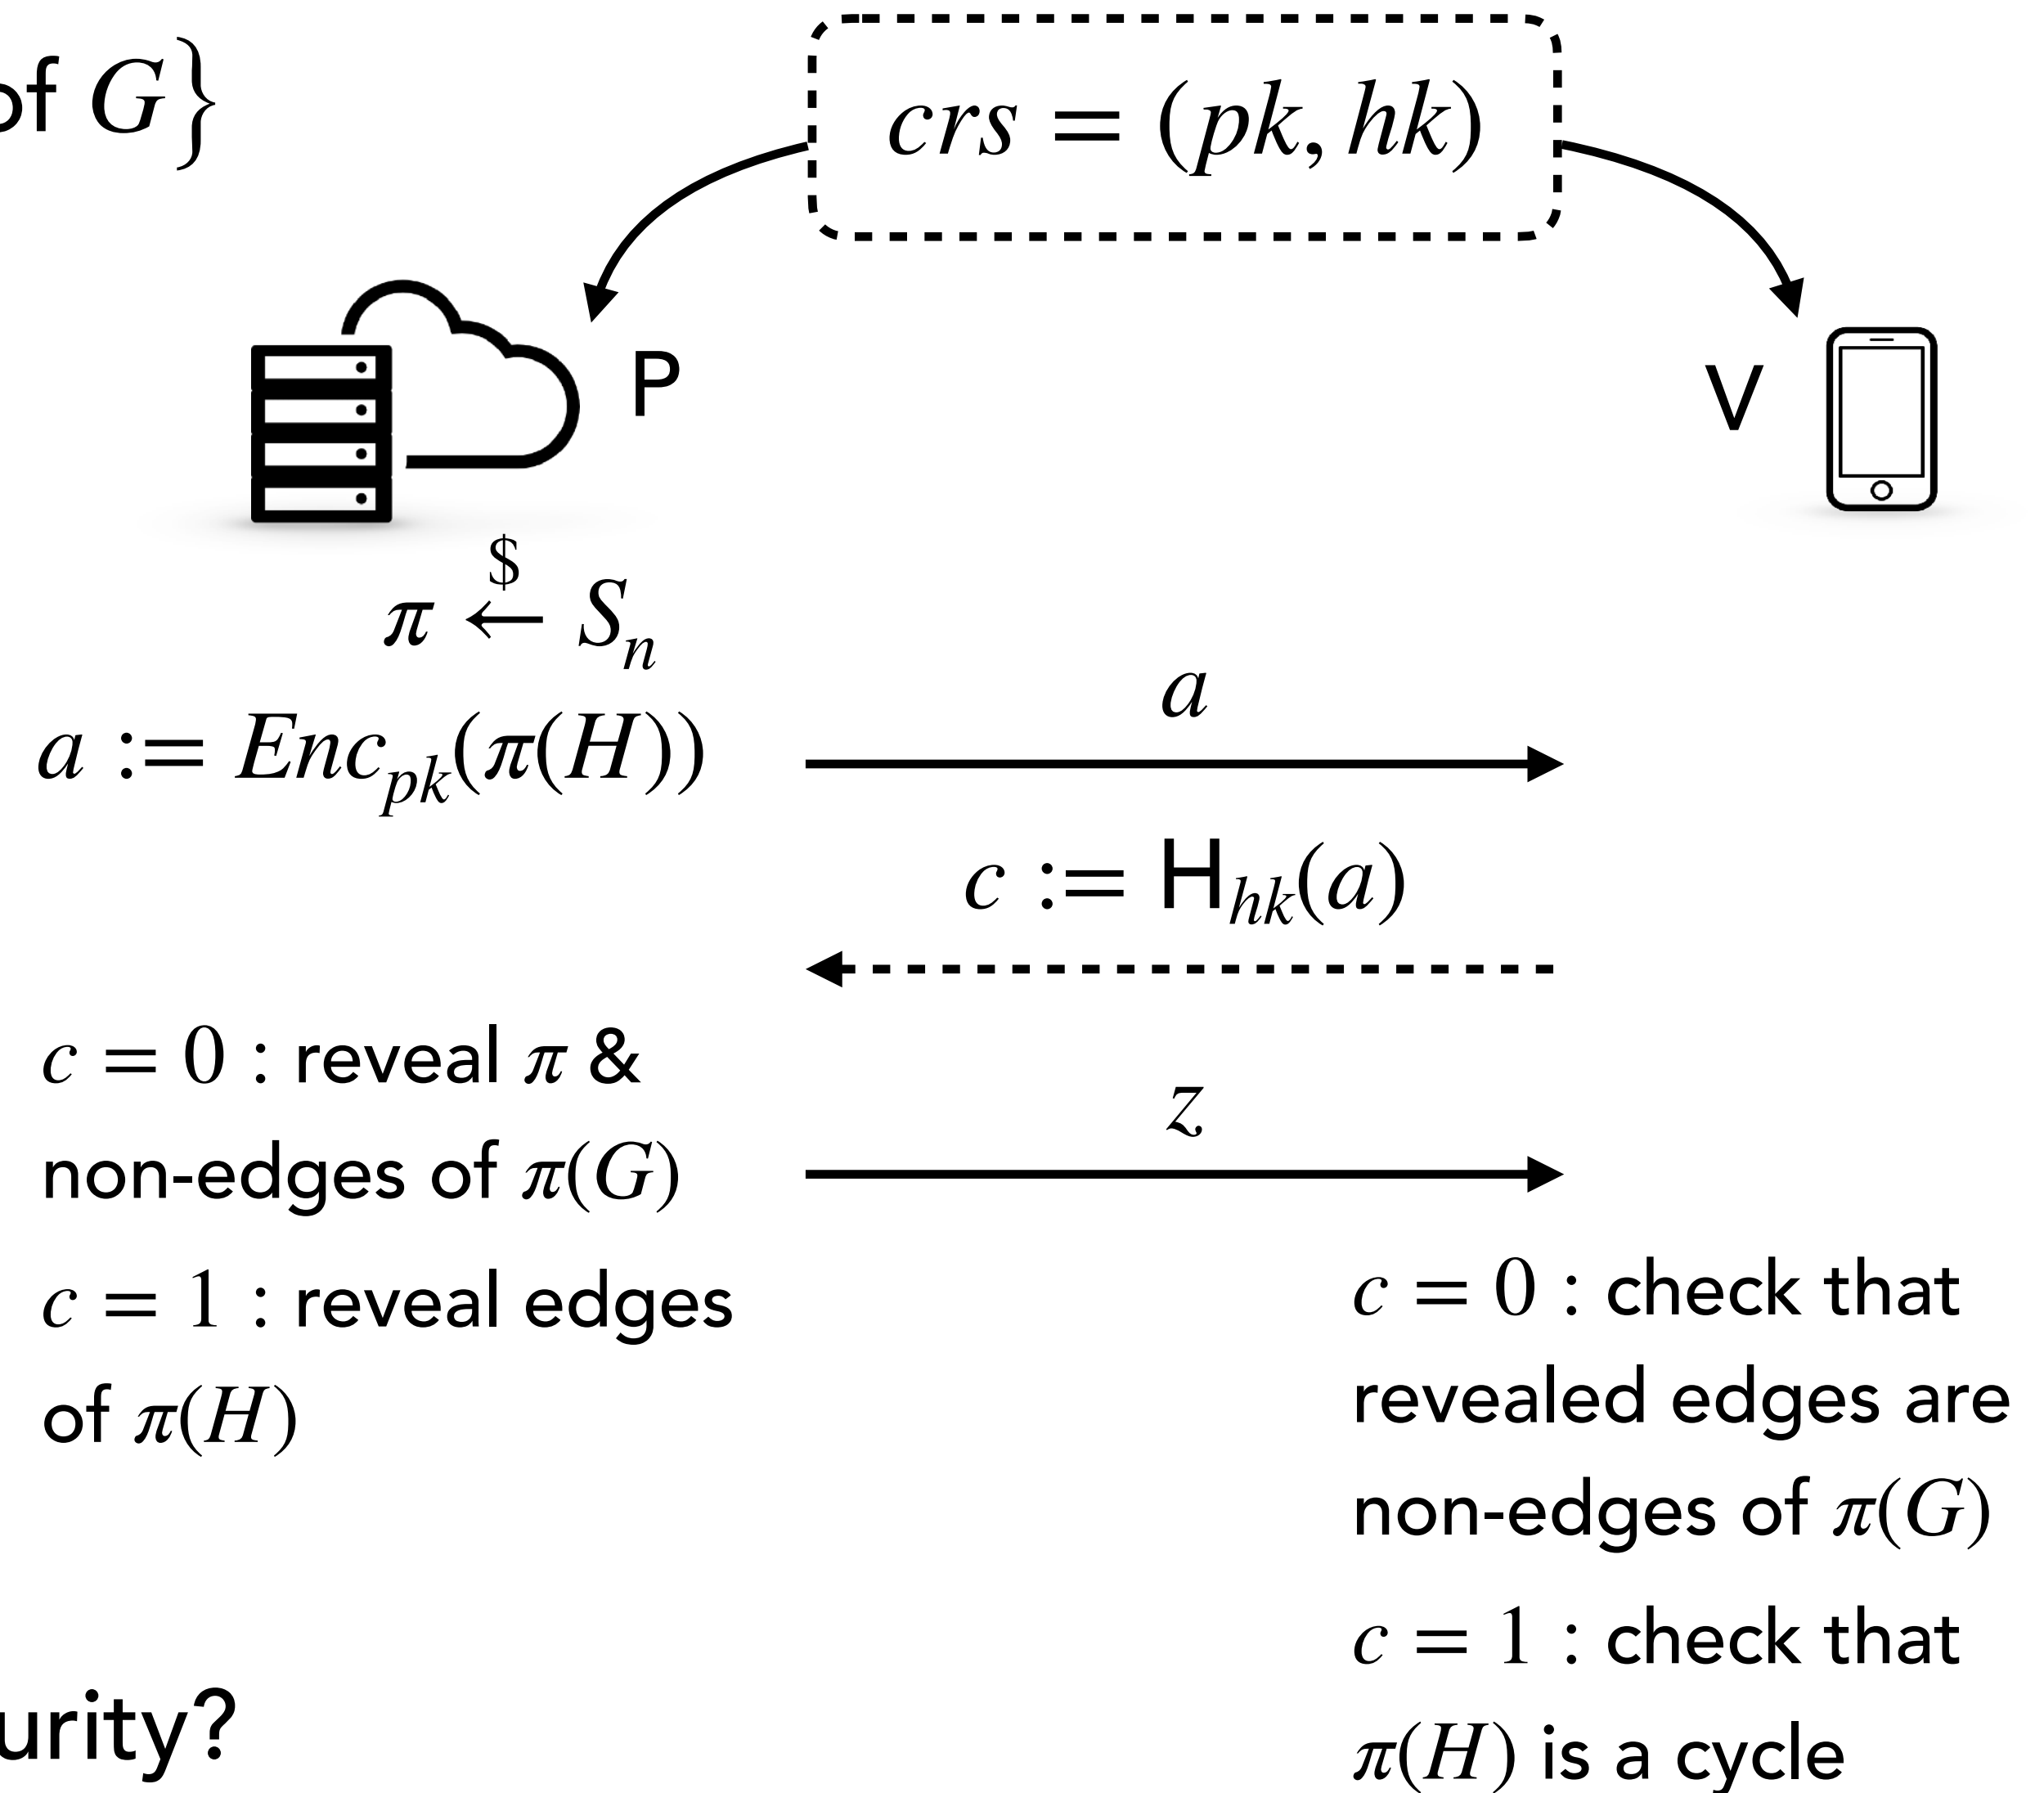 of G}
crs = (pk, hk)
P
V
π ←$ Sₙ
a := Enc_pk(π(H))
a
c := H_hk(a)
c = 0 : reveal π &
non-edges of π(G)
c = 1 : reveal edges
of π(H)
z
c = 0 : check that
revealed edges are
non-edges of π(G)
c = 1 : check that
π(H) is a cycle
urity?